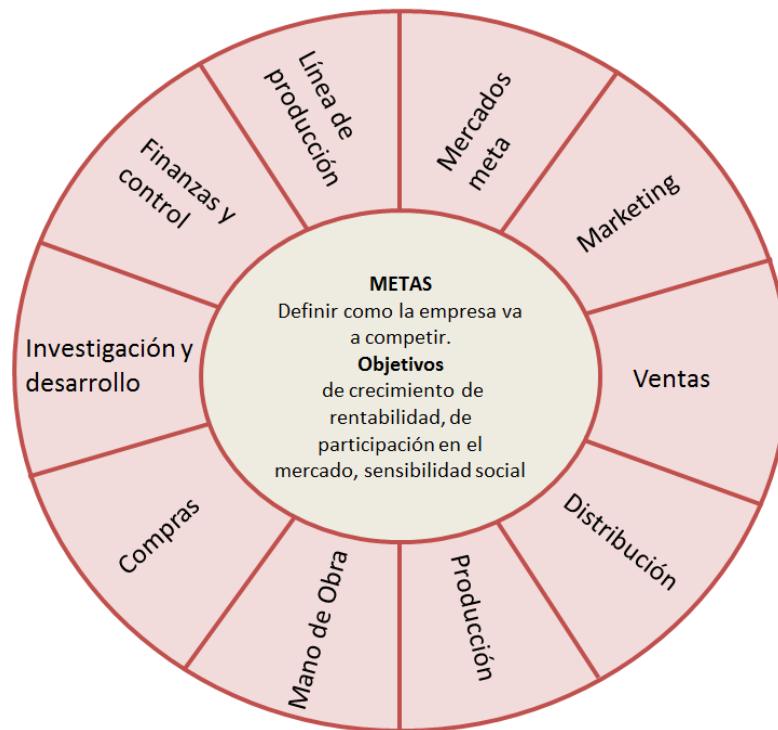 Línea de
producción
Mercados
meta
Marketing
Ventas
Distribución
Producción
Mano de Obra
Compras
Investigación y
desarrollo
Finanzas y
control
METAS
Definir como la empresa va
a competir.
Objetivos
de crecimiento de
rentabilidad, de
participación en el
mercado, sensibilidad social